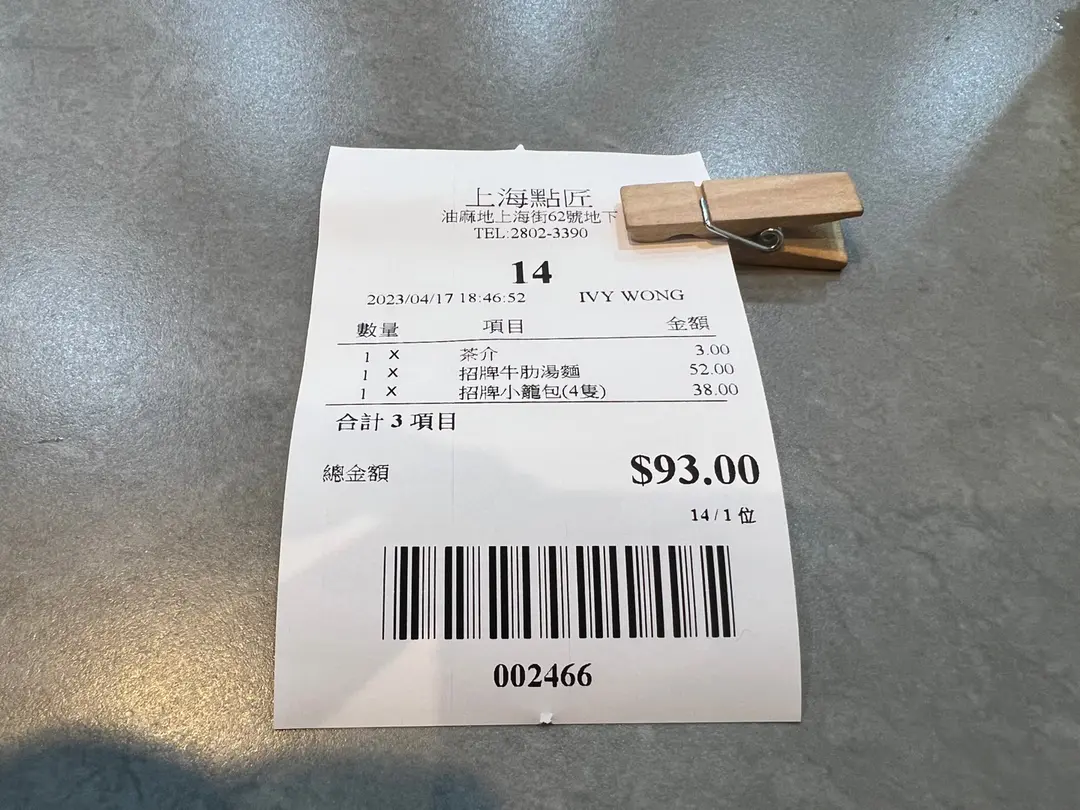 上海點匠
油麻地上海街62號地下
TEL:2802-3390
14
2023/04/17 18:46:52 IVY WONG
數量 項目 金額
1 X 茶介 3.00
1 X 招牌牛肋湯麵 52.00
1 X 招牌小籠包(4隻) 38.00
合計 3 項目
總金額 $93.00
14 / 1 位
002466